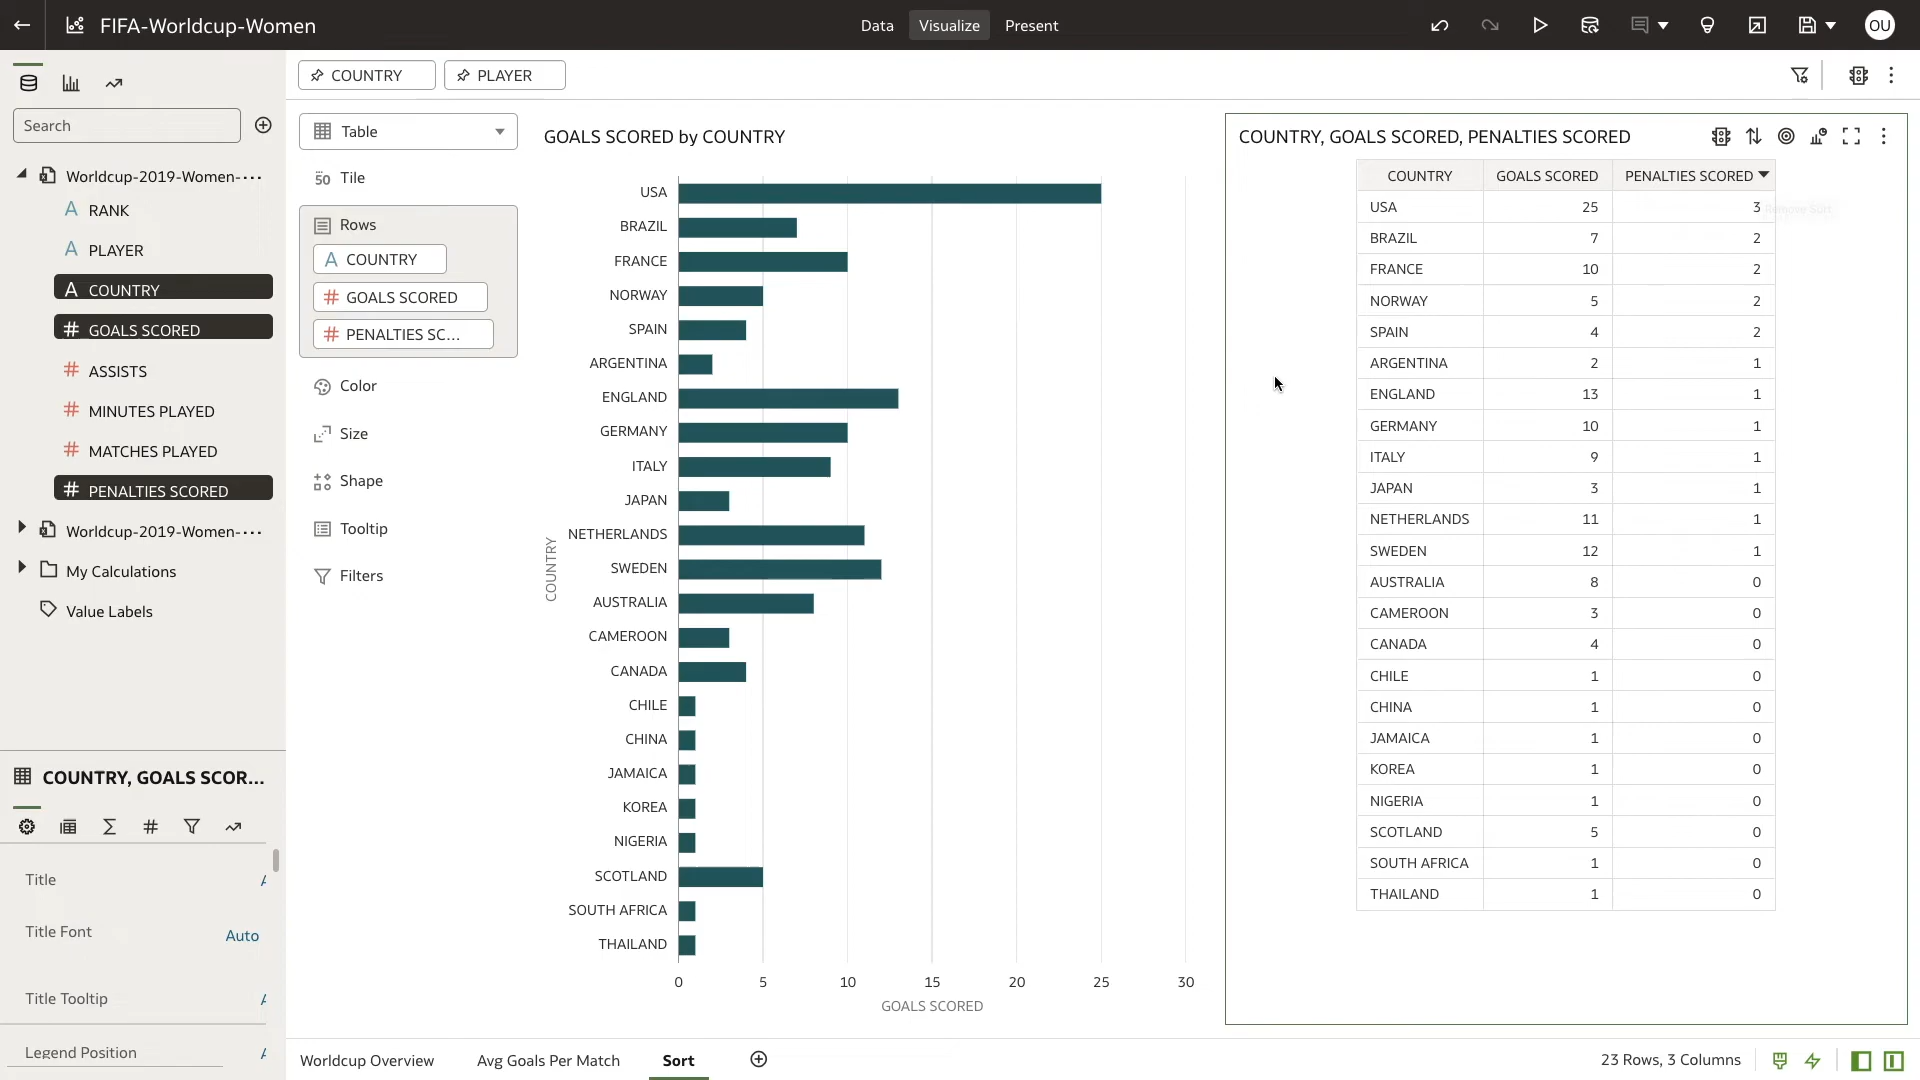 FIFA-Worldcup-Women
Data Visualize Present
OU
COUNTRY PLAYER
Search
Worldcup-2019-Women-···
A RANK
A PLAYER
A COUNTRY
# GOALS SCORED
# ASSISTS
# MINUTES PLAYED
# MATCHES PLAYED
# PENALTIES SCORED
Worldcup-2019-Women-···
My Calculations
Value Labels
COUNTRY, GOALS SCOR...
Title
Title Font Auto
Title Tooltip
Legend Position
Table
50 Tile
Rows
A COUNTRY
# GOALS SCORED
# PENALTIES SC...
Color
Size
Shape
Tooltip
Filters
GOALS SCORED by COUNTRY
COUNTRY
USA
BRAZIL
FRANCE
NORWAY
SPAIN
ARGENTINA
ENGLAND
GERMANY
ITALY
JAPAN
NETHERLANDS
SWEDEN
AUSTRALIA
CAMEROON
CANADA
CHILE
CHINA
JAMAICA
KOREA
NIGERIA
SCOTLAND
SOUTH AFRICA
THAILAND
0 5 10 15 20 25 30
GOALS SCORED
COUNTRY, GOALS SCORED, PENALTIES SCORED
COUNTRY GOALS SCORED PENALTIES SCORED
Remove Sort
USA 25 3
BRAZIL 7 2
FRANCE 10 2
NORWAY 5 2
SPAIN 4 2
ARGENTINA 2 1
ENGLAND 13 1
GERMANY 10 1
ITALY 9 1
JAPAN 3 1
NETHERLANDS 11 1
SWEDEN 12 1
AUSTRALIA 8 0
CAMEROON 3 0
CANADA 4 0
CHILE 1 0
CHINA 1 0
JAMAICA 1 0
KOREA 1 0
NIGERIA 1 0
SCOTLAND 5 0
SOUTH AFRICA 1 0
THAILAND 1 0
Worldcup Overview Avg Goals Per Match Sort
23 Rows, 3 Columns